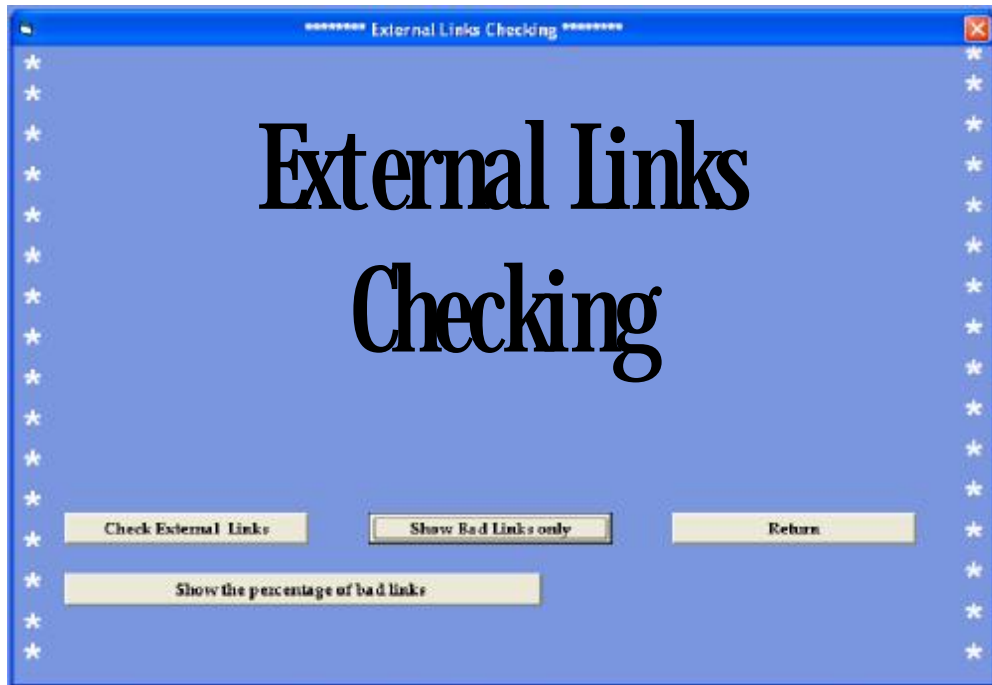 ******** External Links Checking ********
External Links
Checking
Check External Links
Show Bad Links only
Return
Show the percentage of bad links